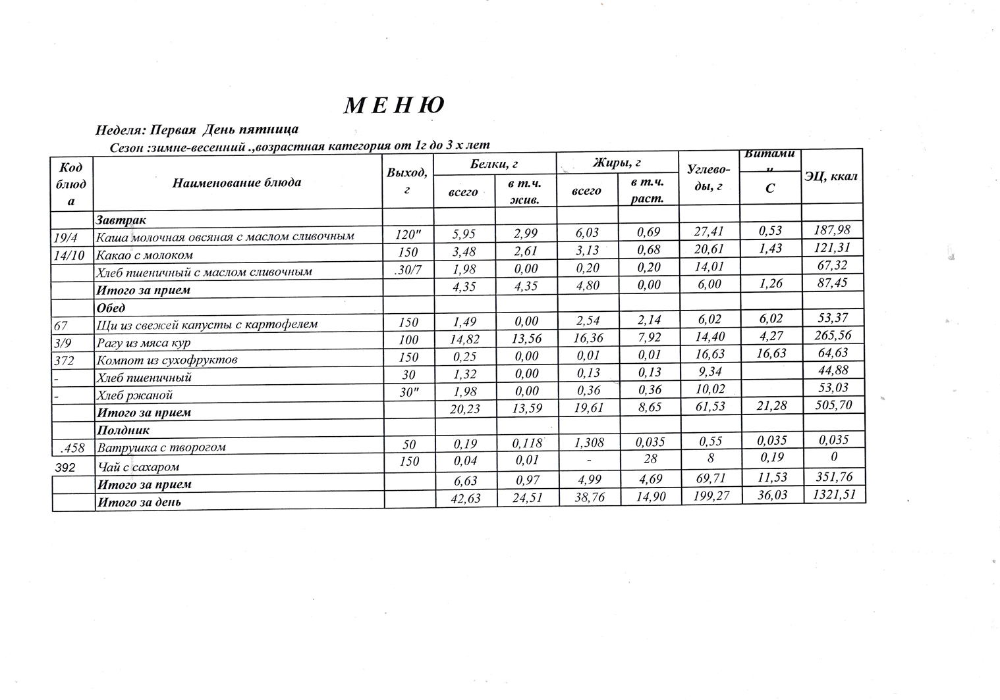 М Е Н Ю
Неделя: Первая День пятница
Сезон :зимне-весенний .,возрастная категория от 1г до 3 х лет
Код блюд а Наименование блюда Выход, г Белки, г Жиры, г Углево- ды, г Витами н ЭЦ, ккал
всего в т.ч. жив. всего в т.ч. раст. С
Завтрак
19/4 Каша молочная овсяная с маслом сливочным 120" 5,95 2,99 6,03 0,69 27,41 0,53 187,98
14/10 Какао с молоком 150 3,48 2,61 3,13 0,68 20,61 1,43 121,31
Хлеб пшеничный с маслом сливочным .30/7 1,98 0,00 0,20 0,20 14,01 67,32
Итого за прием 4,35 4,35 4,80 0,00 6,00 1,26 87,45
Обед
67 Щи из свежей капусты с картофелем 150 1,49 0,00 2,54 2,14 6,02 6,02 53,37
3/9 Рагу из мяса кур 100 14,82 13,56 16,36 7,92 14,40 4,27 265,56
372 Компот из сухофруктов 150 0,25 0,00 0,01 0,01 16,63 16,63 64,63
- Хлеб пшеничный 30 1,32 0,00 0,13 0,13 9,34 44,88
- Хлеб ржаной 30" 1,98 0,00 0,36 0,36 10,02 53,03
Итого за прием 20,23 13,59 19,61 8,65 61,53 21,28 505,70
Полдник
.458 Ватрушка с творогом 50 0,19 0,118 1,308 0,035 0,55 0,035 0,035
392 Чай с сахаром 150 0,04 0,01 - 28 8 0,19 0
Итого за прием 6,63 0,97 4,99 4,69 69,71 11,53 351,76
Итого за день 42,63 24,51 38,76 14,90 199,27 36,03 1321,51